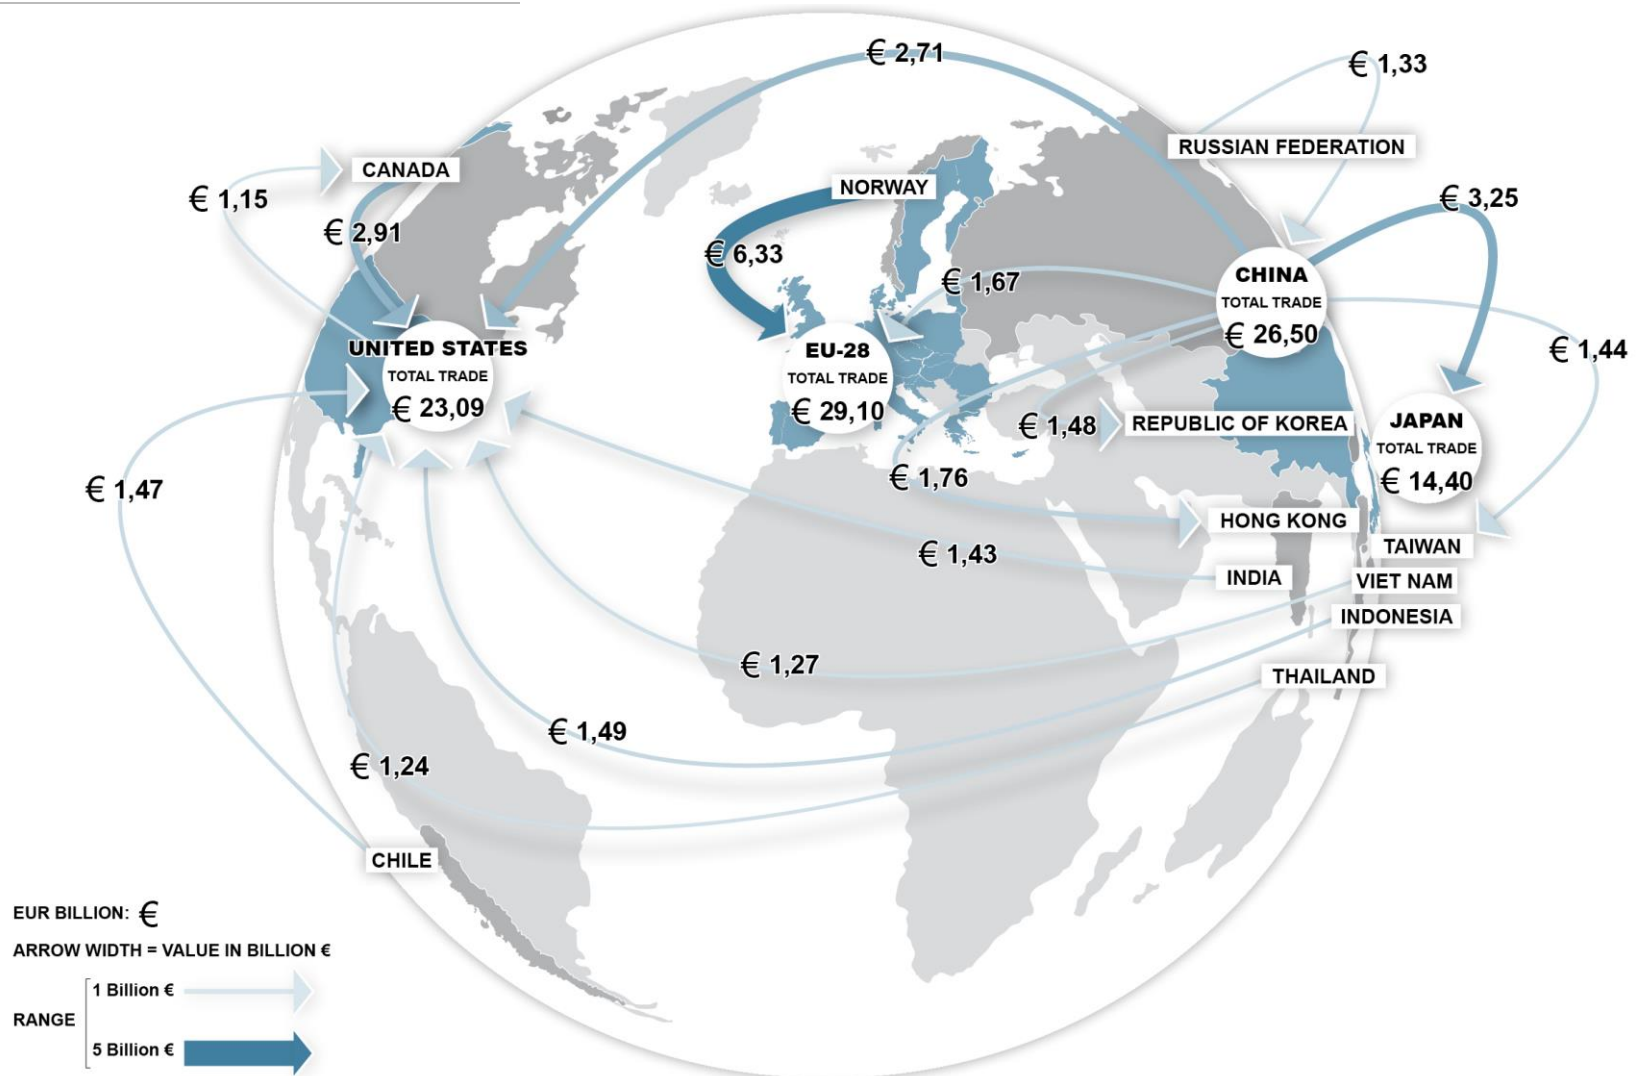 € 2,71
€ 1,33
RUSSIAN FEDERATION
CANADA
NORWAY
€ 1,15
€ 3,25
€ 2,91
€ 6,33
€ 1,67
CHINA
TOTAL TRADE
€ 26,50
UNITED STATES
TOTAL TRADE
€ 23,09
EU-28
TOTAL TRADE
€ 29,10
€ 1,44
JAPAN
TOTAL TRADE
€ 14,40
€ 1,48
REPUBLIC OF KOREA
€ 1,47
€ 1,76
HONG KONG
TAIWAN
€ 1,43
INDIA
VIET NAM
INDONESIA
€ 1,27
THAILAND
€ 1,49
€ 1,24
CHILE
EUR BILLION: €
ARROW WIDTH = VALUE IN BILLION €
RANGE
1 Billion €
5 Billion €